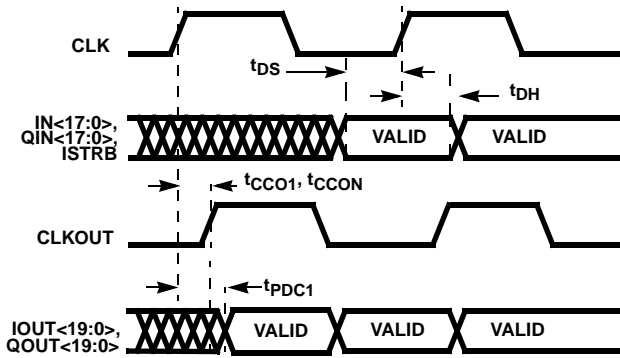 CLK
tDS
tDH
IN<17:0>,
QIN<17:0>,
ISTRB
VALID VALID
tCCO1, tCCON
CLKOUT
tPDC1
IOUT<19:0>,
QOUT<19:0>
VALID VALID VALID